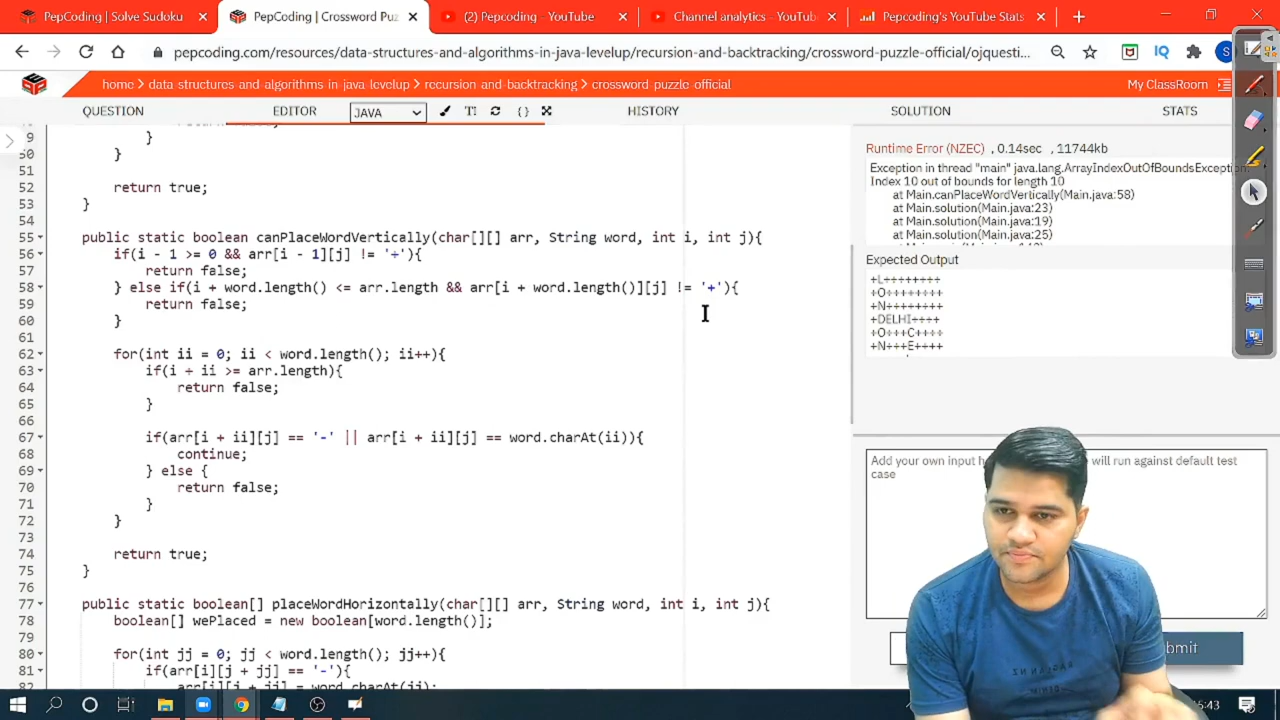 PepCoding | Solve Sudoku
PepCoding | Crossword Puz
(2) Pepcoding - YouTube
Channel analytics - YouTub
Pepcoding's YouTube Stats
pepcoding.com/resources/data-structures-and-algorithms-in-java-levelup/recursion-and-backtracking/crossword-puzzle-official/ojquesti...
IQ
S
home > data-structures-and-algorithms-in-java-levelup > recursion-and-backtracking > crossword-puzzle-official
My ClassRoom
QUESTION EDITOR JAVA HISTORY SOLUTION STATS
}
50 }
51
52 return true;
53 }
54
55 public static boolean canPlaceWordVertically(char[][] arr, String word, int i, int j){
56 if(i - 1 >= 0 && arr[i - 1][j] != '+'){
57 return false;
58 } else if(i + word.length() <= arr.length && arr[i + word.length()][j] != '+'){
59 return false;
60 }
61
62 for(int ii = 0; ii < word.length(); ii++){
63 if(i + ii >= arr.length){
64 return false;
65 }
66
67 if(arr[i + ii][j] == '-' || arr[i + ii][j] == word.charAt(ii)){
68 continue;
69 } else {
70 return false;
71 }
72 }
73
74 return true;
75 }
76
77 public static boolean[] placeWordHorizontally(char[][] arr, String word, int i, int j){
78 boolean[] wePlaced = new boolean[word.length()];
79
80 for(int jj = 0; jj < word.length(); jj++){
81 if(arr[i][j + jj] == '-'){
82 arr[i][j + jj] = word.charAt(jj);
Runtime Error (NZEC) , 0.14sec , 11744kb
Exception in thread "main" java.lang.ArrayIndexOutOfBoundsException:
Index 10 out of bounds for length 10
at Main.canPlaceWordVertically(Main.java:58)
at Main.solution(Main.java:23)
at Main.solution(Main.java:19)
at Main.solution(Main.java:25)
Expected Output
+L++++++++
+O++++++++
+N++++++++
+DELHI++++
+O+++C++++
+N+++E++++
Add your own input h will run against default test
case
bmit
15:43